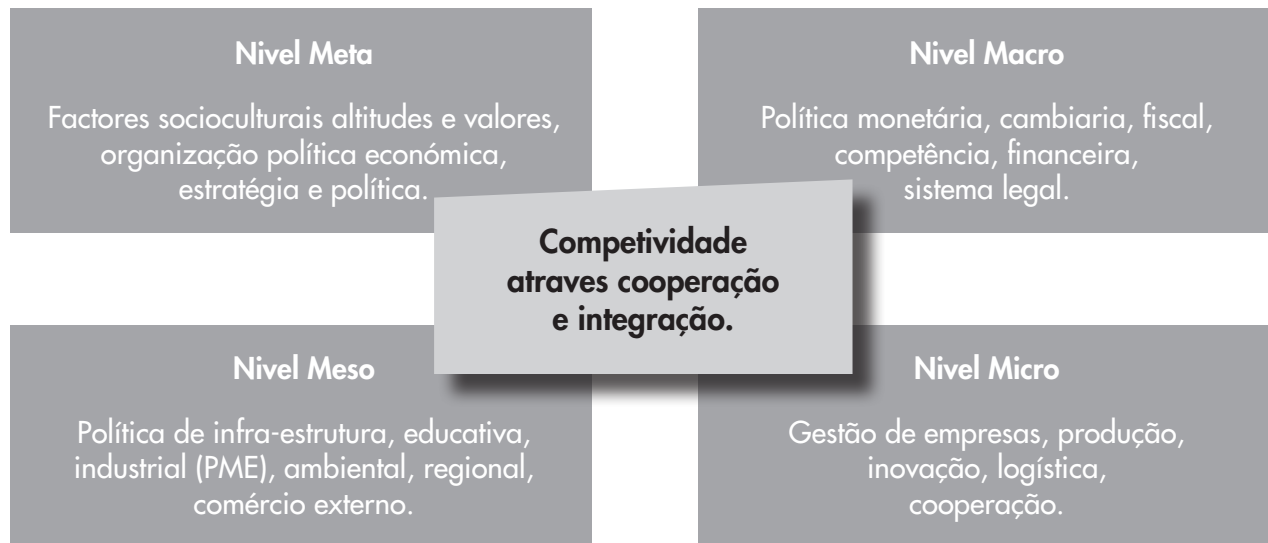 Nivel Meta
Factores socioculturais altitudes e valores,
organização política económica,
estratégia e política.
Nivel Macro
Política monetária, cambiaria, fiscal,
competência, financeira,
sistema legal.
Competividade
atraves cooperação
e integração.
Nivel Meso
Política de infra-estrutura, educativa,
industrial (PME), ambiental, regional,
comércio externo.
Nivel Micro
Gestão de empresas, produção,
inovação, logística,
cooperação.